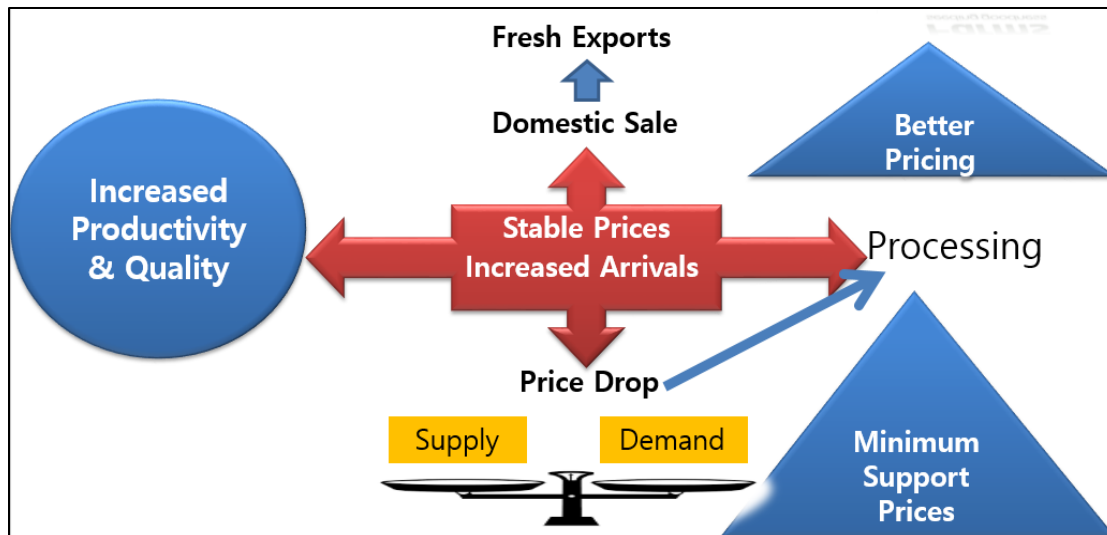 Fresh Exports
Domestic Sale
Better
Pricing
Increased
Productivity
& Quality
Stable Prices
Increased Arrivals
Processing
Price Drop
Supply
Demand
Minimum
Support
Prices
Farms